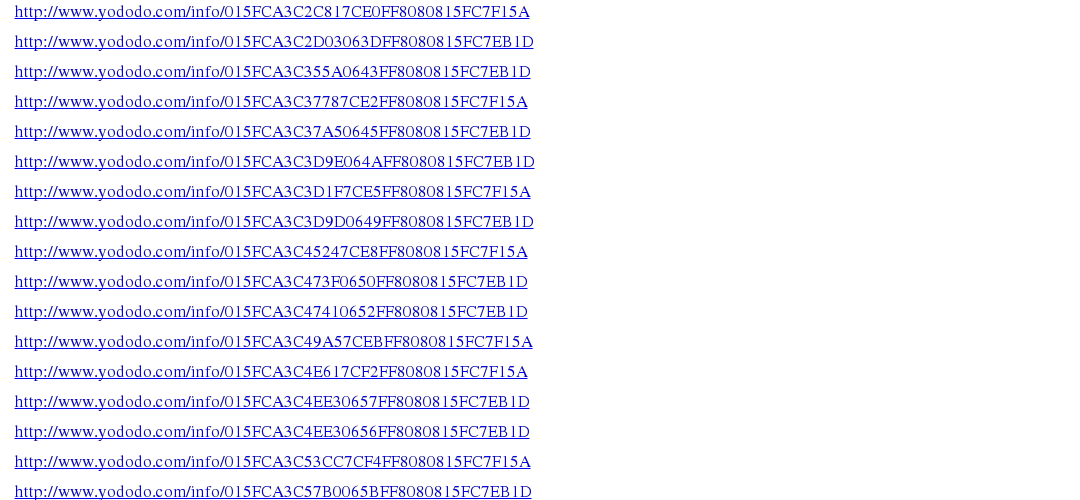 http://www.yododo.com/info/015FCA3C2C817CE0FF8080815FC7F15A
http://www.yododo.com/info/015FCA3C2D03063DFF8080815FC7EB1D
http://www.yododo.com/info/015FCA3C355A0643FF8080815FC7EB1D
http://www.yododo.com/info/015FCA3C37787CE2FF8080815FC7F15A
http://www.yododo.com/info/015FCA3C37A50645FF8080815FC7EB1D
http://www.yododo.com/info/015FCA3C3D9E064AFF8080815FC7EB1D
http://www.yododo.com/info/015FCA3C3D1F7CE5FF8080815FC7F15A
http://www.yododo.com/info/015FCA3C3D9D0649FF8080815FC7EB1D
http://www.yododo.com/info/015FCA3C45247CE8FF8080815FC7F15A
http://www.yododo.com/info/015FCA3C473F0650FF8080815FC7EB1D
http://www.yododo.com/info/015FCA3C47410652FF8080815FC7EB1D
http://www.yododo.com/info/015FCA3C49A57CEBFF8080815FC7F15A
http://www.yododo.com/info/015FCA3C4E617CF2FF8080815FC7F15A
http://www.yododo.com/info/015FCA3C4EE30657FF8080815FC7EB1D
http://www.yododo.com/info/015FCA3C4EE30656FF8080815FC7EB1D
http://www.yododo.com/info/015FCA3C53CC7CF4FF8080815FC7F15A
http://www.yododo.com/info/015FCA3C57B0065BFF8080815FC7EB1D